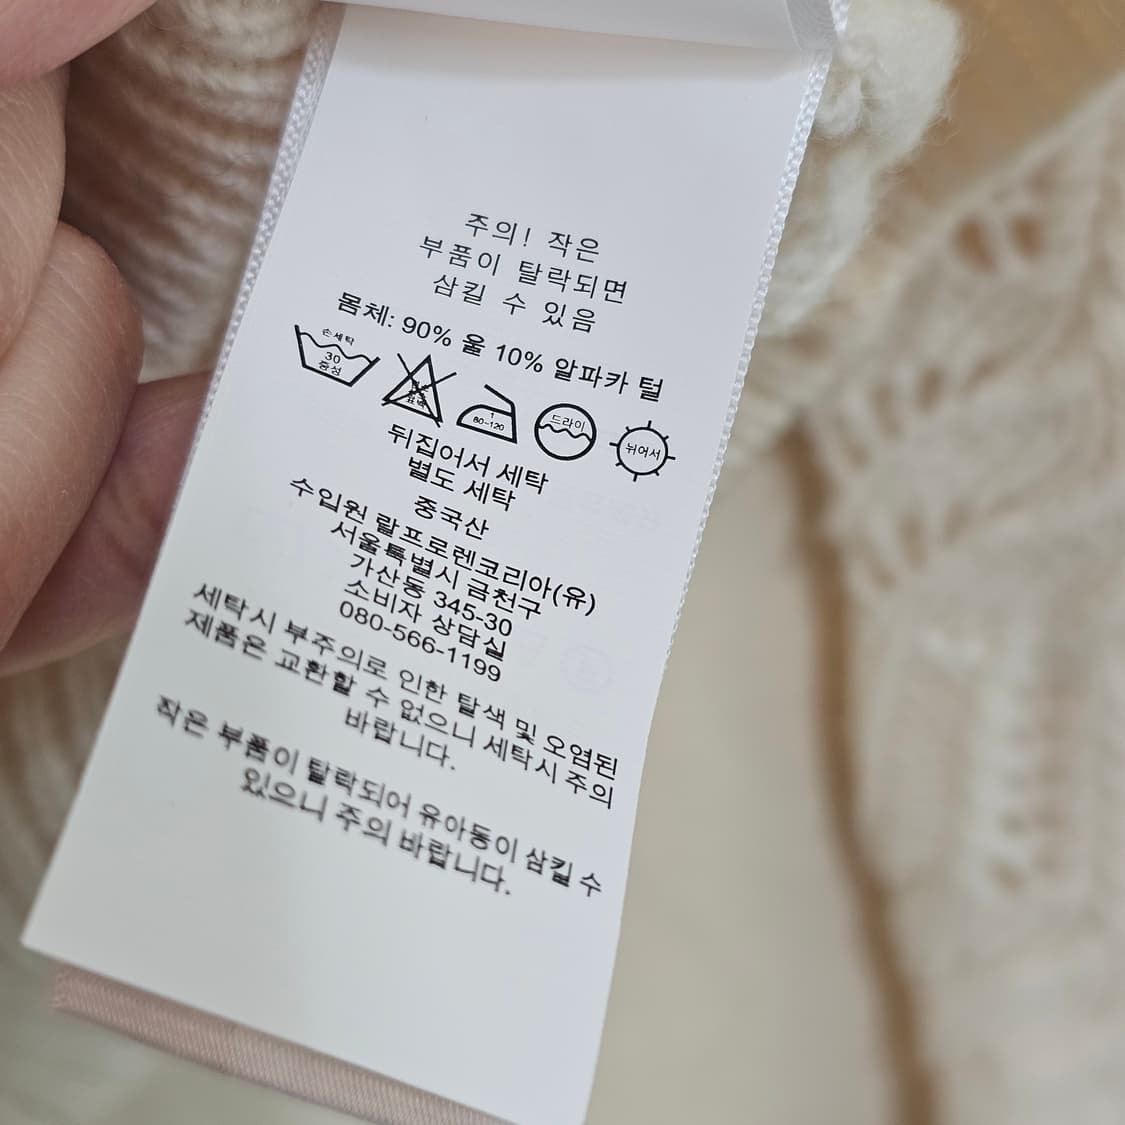 주의! 작은
부품이 탈락되면
삼킬 수 있음
몸체: 90% 울 10% 알파카 털
손세탁
30
중성
염소
표백
1
80-120
드라이
뉘어서
뒤집어서 세탁
별도 세탁
중국산
수입원 랄프로렌코리아(유)
서울특별시 금천구
가산동 345-30
소비자 상담실
080-566-1199
세탁시 부주의로 인한 탈색 및 오염된
제품은 교환할 수 없으니 세탁시 주의
바랍니다.
작은 부품이 탈락되어 유아동이 삼킬 수
있으니 주의 바랍니다.